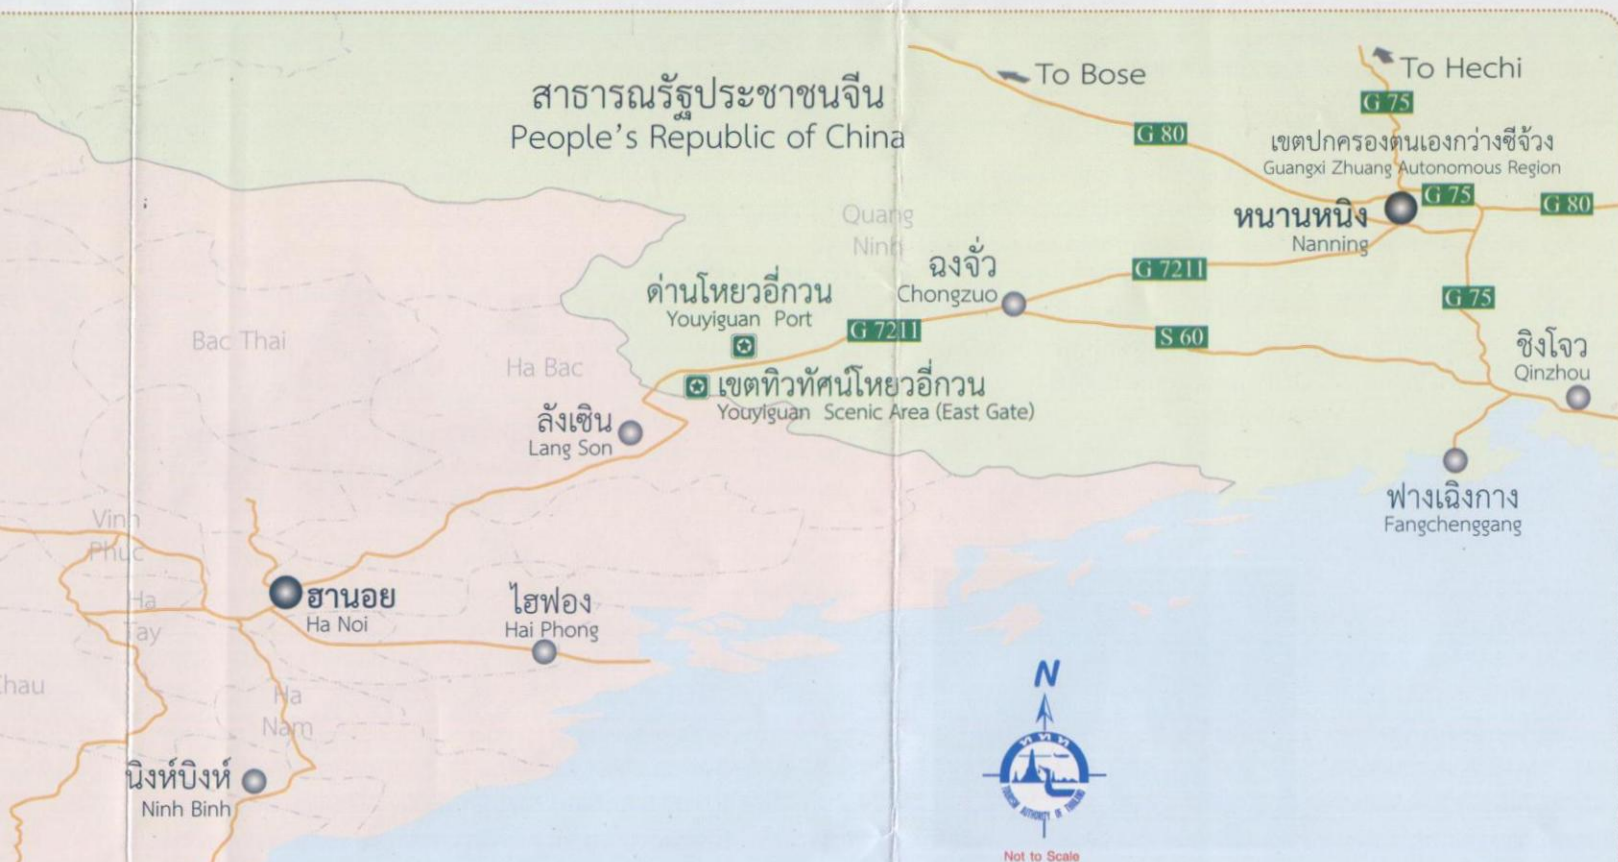 To Bose
To Hechi
G 75
สาธารณรัฐประชาชนจีน
People's Republic of China
G 80
เขตปกครองตนเองกว่างซีจ้วง
Guangxi Zhuang Autonomous Region
G 75
G 80
หนานหนิง
Nanning
Quang
Ninh
ฉงจั่ว
Chongzuo
G 7211
ด่านโหยวอี่กวน
Youyiguan Port
G 7211
G 75
S 60
Bac Thai
Ha Bac
ชิงโจว
Qinzhou
เขตทิวทัศน์โหยวอี่กวน
Youyiguan Scenic Area (East Gate)
ลังเซิน
Lang Son
ฟางเฉิงกาง
Fangchenggang
Vinh
Phuc
Ha
Tay
ฮานอย
Ha Noi
ไฮฟอง
Hai Phong
Chau
Ha
Nam
นิงห์บิงห์
Ninh Binh
N
ททท
TOURISM AUTHORITY OF THAILAND
Not to Scale